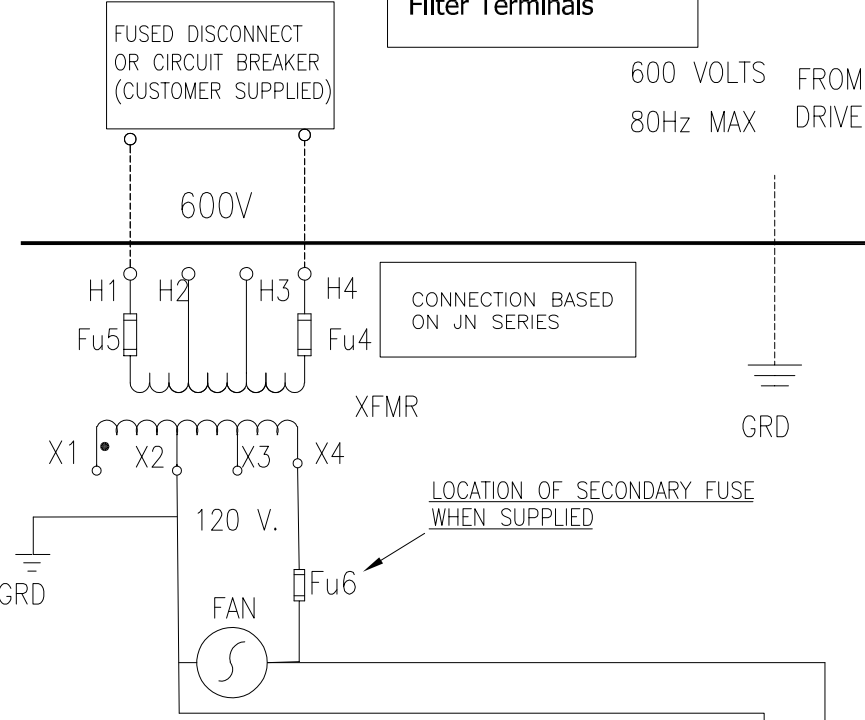 Filter Terminals
FUSED DISCONNECT
OR CIRCUIT BREAKER
(CUSTOMER SUPPLIED)
600 VOLTS
80Hz MAX
FROM
DRIVE
600V
H1
H2
H3
H4
CONNECTION BASED
ON JN SERIES
Fu5
Fu4
XFMR
GRD
X1
X2
X3
X4
LOCATION OF SECONDARY FUSE
WHEN SUPPLIED
120 V.
GRD
Fu6
FAN